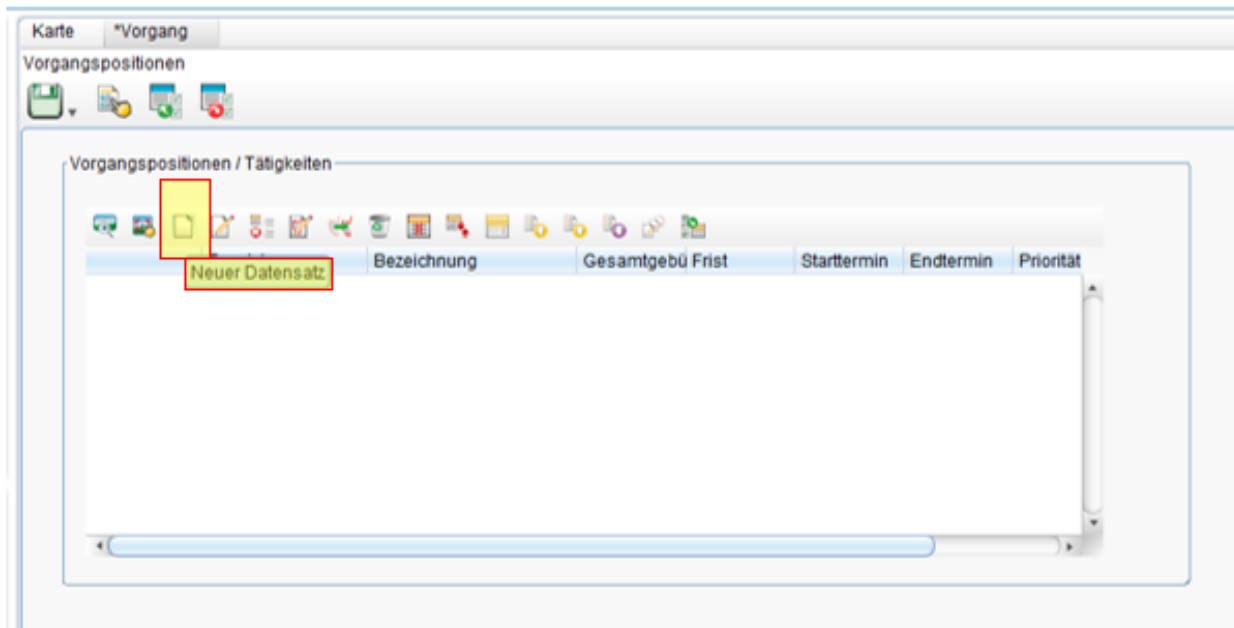 Karte *Vorgang
Vorgangspositionen
Vorgangspositionen / Tätigkeiten
Bezeichnung Gesamtgebü Frist Starttermin Endtermin Priorität
Neuer Datensatz